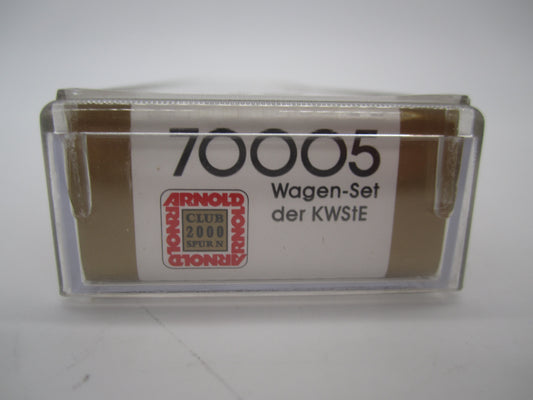 70005
Wagen-Set
der KWStE
ARNOLD
ARNOLD
CLUB
2000
SPUR N
ARNOLD
ARNOLD